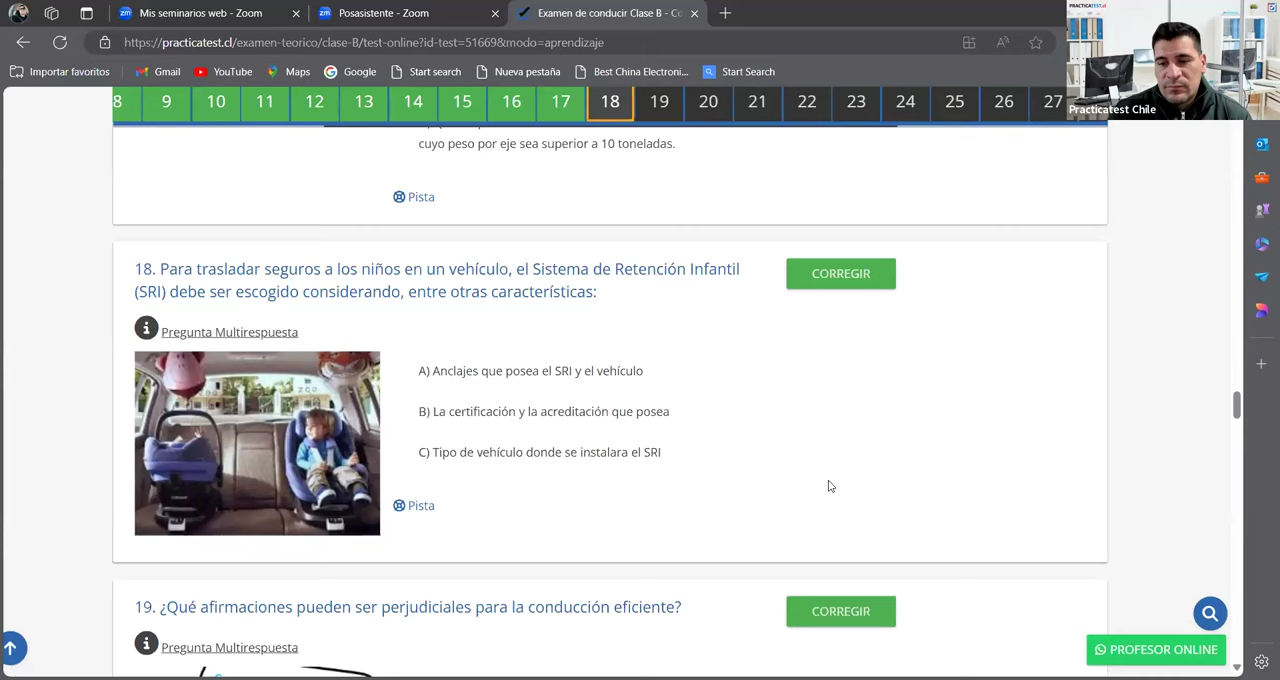 Mis seminarios web - Zoom
Posasistente - Zoom
Examen de conducir Clase B - Co
https://practicatest.cl/examen-teorico/clase-B/test-online?id-test=51669&modo=aprendizaje
Importar favoritos
Gmail
YouTube
Maps
Google
Start search
Nueva pestaña
Best China Electroni...
Start Search
PRACTICATEST.cl
Practicatest Chile
8 9 10 11 12 13 14 15 16 17 18 19 20 21 22 23 24 25 26 27
cuyo peso por eje sea superior a 10 toneladas.
Pista
18. Para trasladar seguros a los niños en un vehículo, el Sistema de Retención Infantil
(SRI) debe ser escogido considerando, entre otras características:
CORREGIR
Pregunta Multirespuesta
A) Anclajes que posea el SRI y el vehículo
B) La certificación y la acreditación que posea
C) Tipo de vehículo donde se instalara el SRI
Pista
19. ¿Qué afirmaciones pueden ser perjudiciales para la conducción eficiente?
CORREGIR
Pregunta Multirespuesta
PROFESOR ONLINE